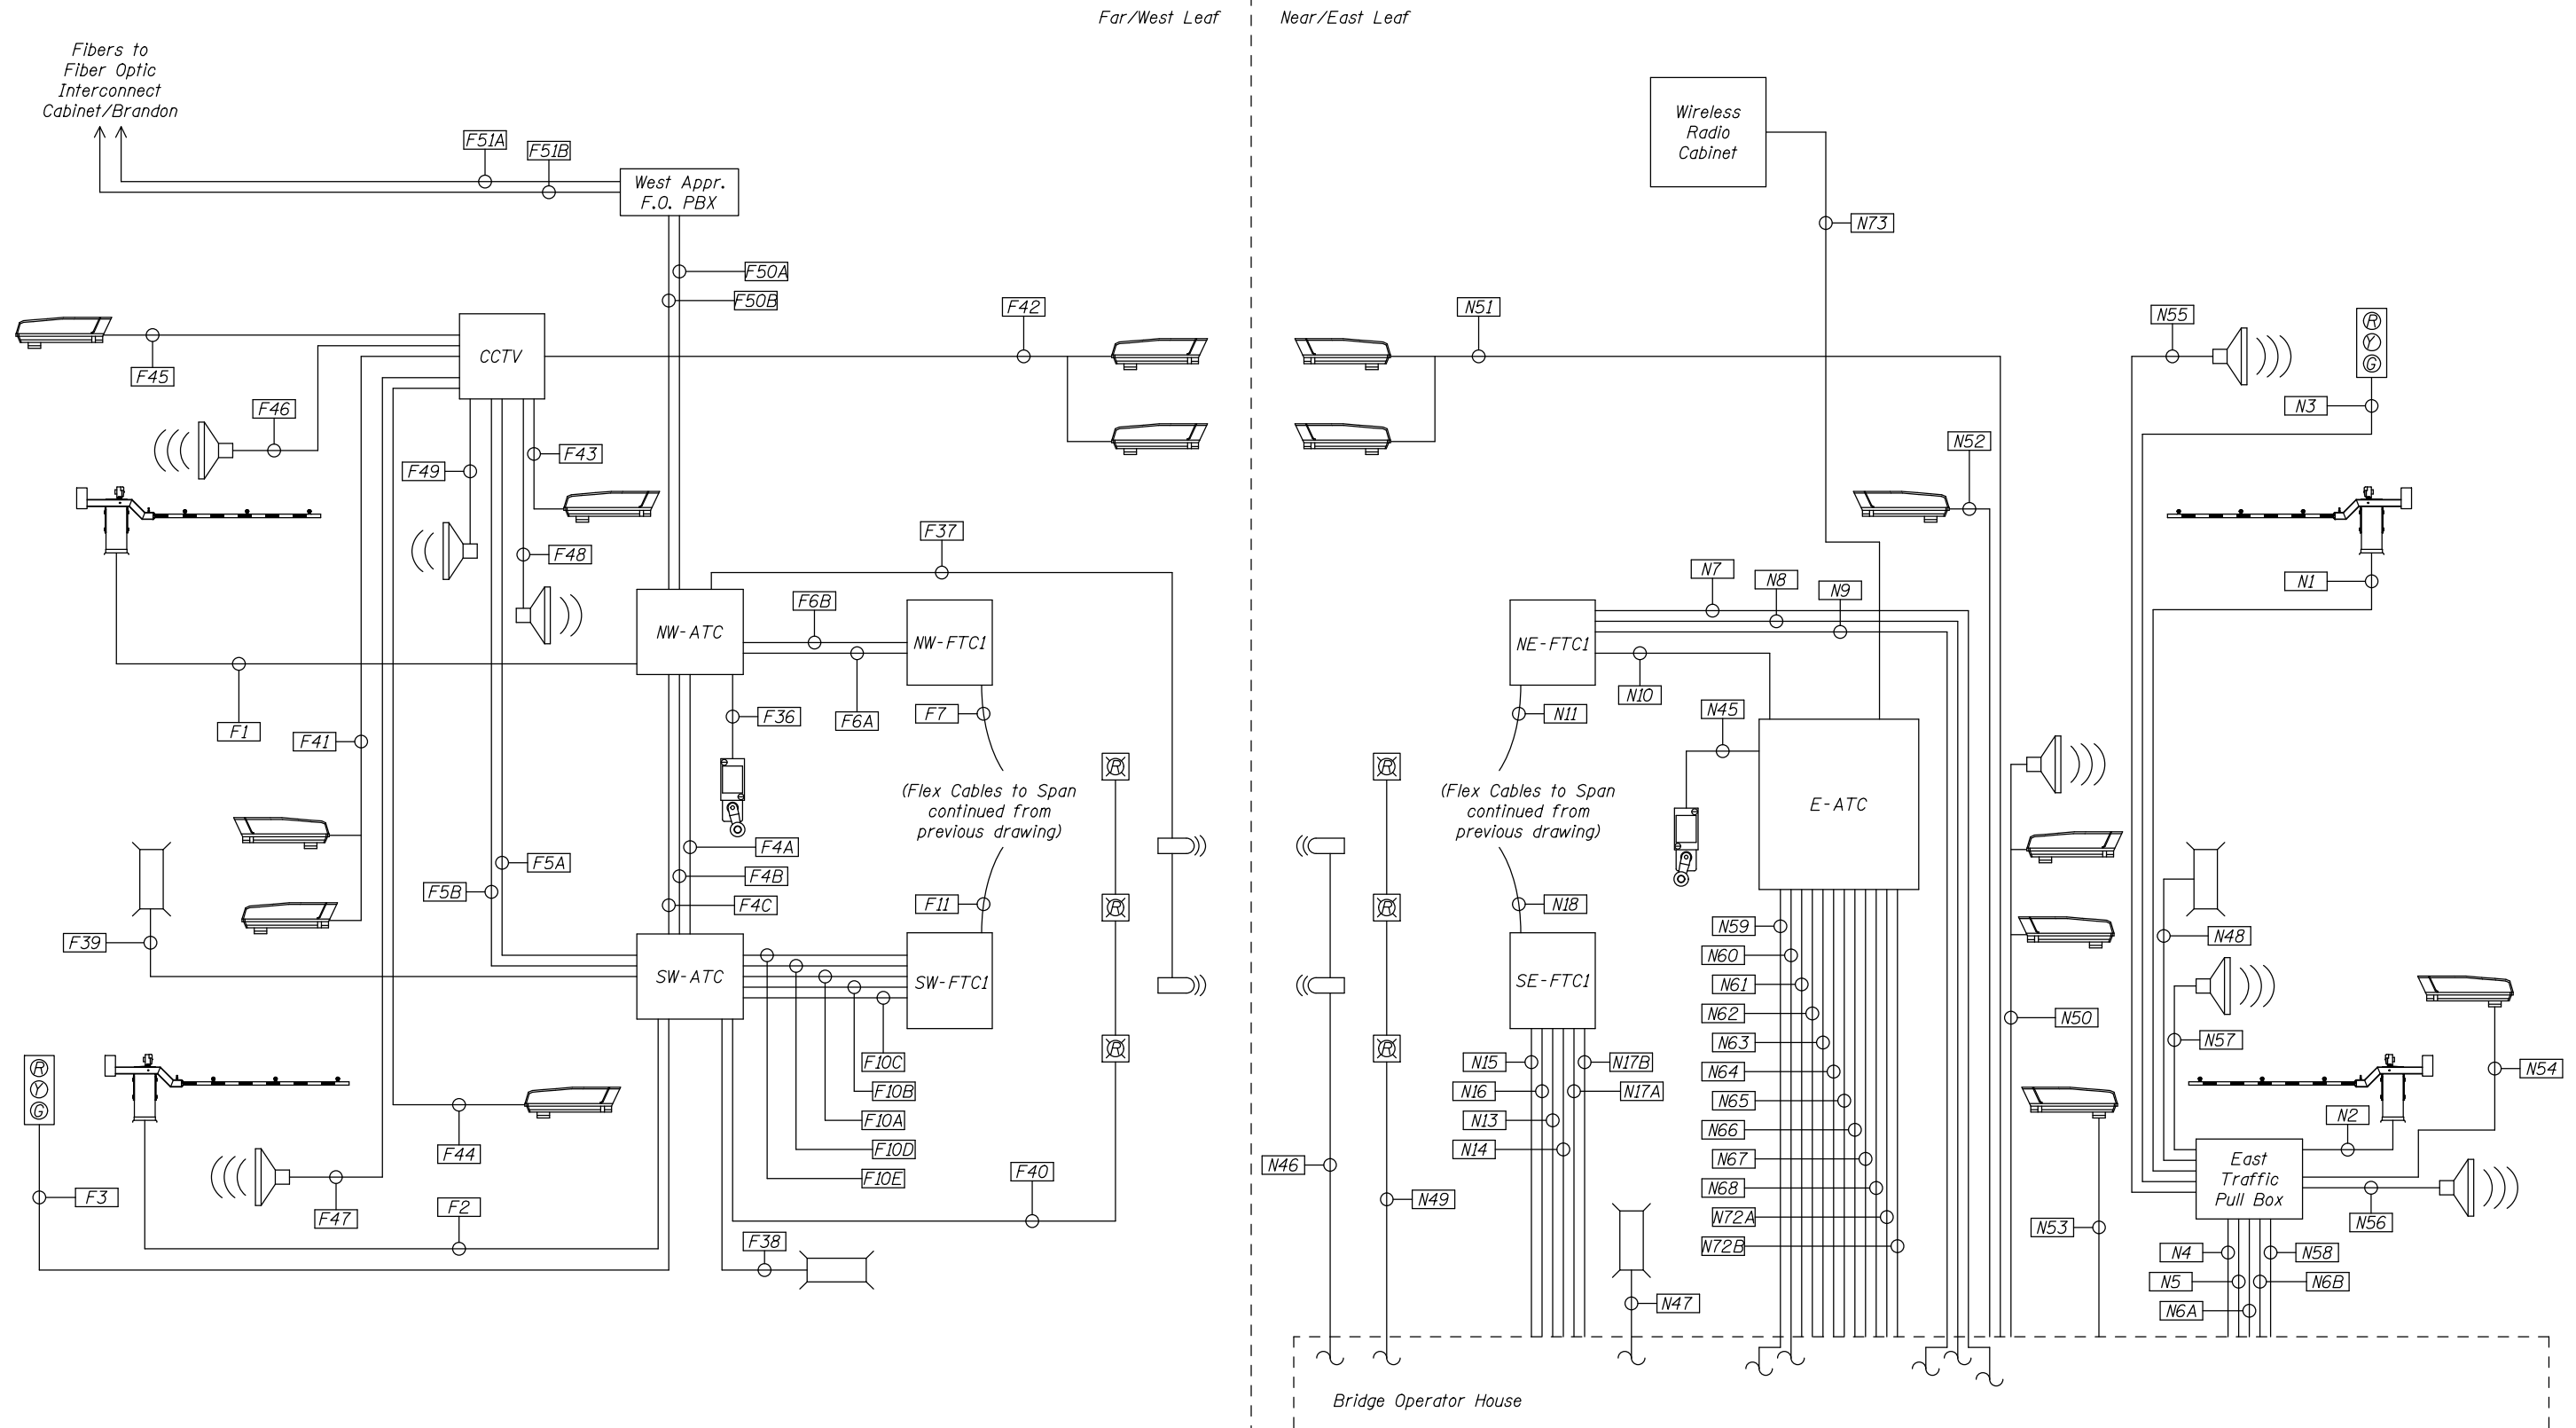 Far/West Leaf
Near/East Leaf
Fibers to
Fiber Optic
Interconnect
Cabinet/Brandon
F51A
F51B
West Appr.
F.O. PBX
F50A
F50B
F42
F45
CCTV
F46
F49
F43
F48
F37
NW-ATC
F6B
NW-FTC1
F6A
F1
F41
F36
F7
(Flex Cables to Span
continued from
previous drawing)
R
R
R
F4A
F4B
F4C
F5A
F5B
F11
F39
SW-ATC
SW-FTC1
F10C
F10B
F10A
F10D
F10E
R
Y
G
F3
F44
F47
F2
F40
F38
Wireless
Radio
Cabinet
N73
N51
N52
N55
R
Y
G
N3
N1
N7
N8
N9
NE-FTC1
N10
N11
N45
E-ATC
(Flex Cables to Span
continued from
previous drawing)
R
R
R
N18
SE-FTC1
N15
N16
N13
N14
N17B
N17A
N59
N60
N61
N62
N63
N64
N65
N66
N67
N68
N72A
N72B
N46
N49
N47
N50
N48
N57
N54
N2
East
Traffic
Pull Box
N53
N56
N4
N58
N5
N6B
N6A
Bridge Operator House